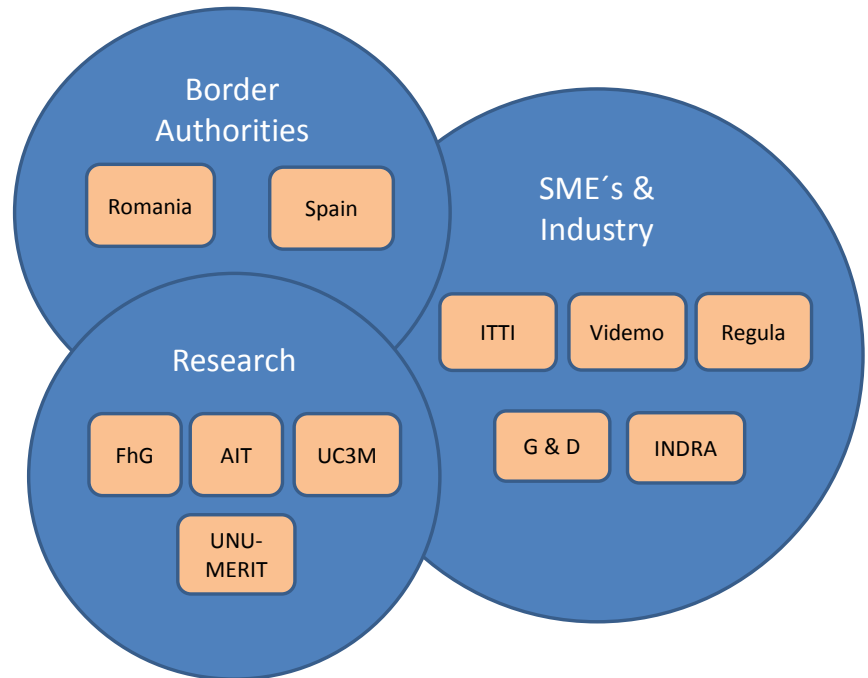 Border
Authorities
Romania
Spain
SME´s &
Industry
ITTI
Videmo
Regula
G & D
INDRA
Research
FhG
AIT
UC3M
UNU-
MERIT